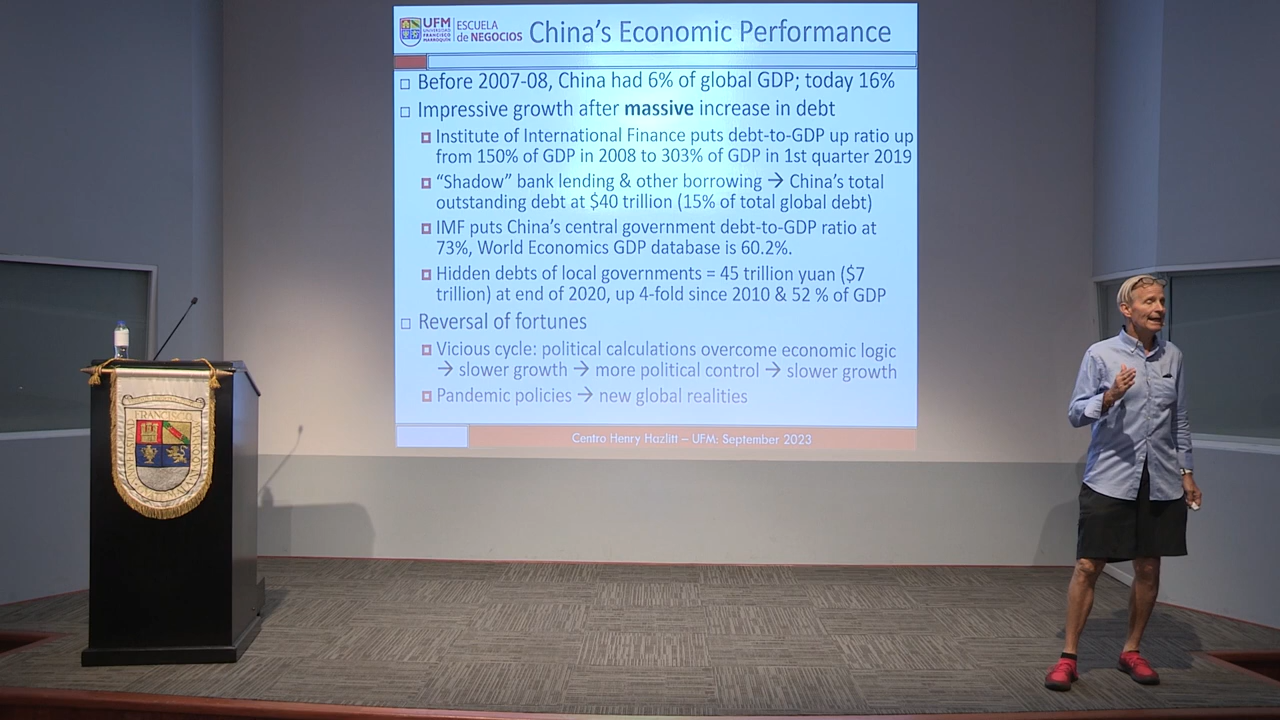 UFM
UNIVERSIDAD
FRANCISCO
MARROQUÍN
ESCUELA
de NEGOCIOS
China's Economic Performance
Before 2007-08, China had 6% of global GDP; today 16%
Impressive growth after massive increase in debt
Institute of International Finance puts debt-to-GDP up ratio up
from 150% of GDP in 2008 to 303% of GDP in 1st quarter 2019
“Shadow” bank lending & other borrowing → China's total
outstanding debt at $40 trillion (15% of total global debt)
IMF puts China's central government debt-to-GDP ratio at
73%, World Economics GDP database is 60.2%.
Hidden debts of local governments = 45 trillion yuan ($7
trillion) at end of 2020, up 4-fold since 2010 & 52 % of GDP
Reversal of fortunes
Vicious cycle: political calculations overcome economic logic
→ slower growth → more political control → slower growth
Pandemic policies → new global realities
Centro Henry Hazlitt – UFM: September 2023
FRANCISCO